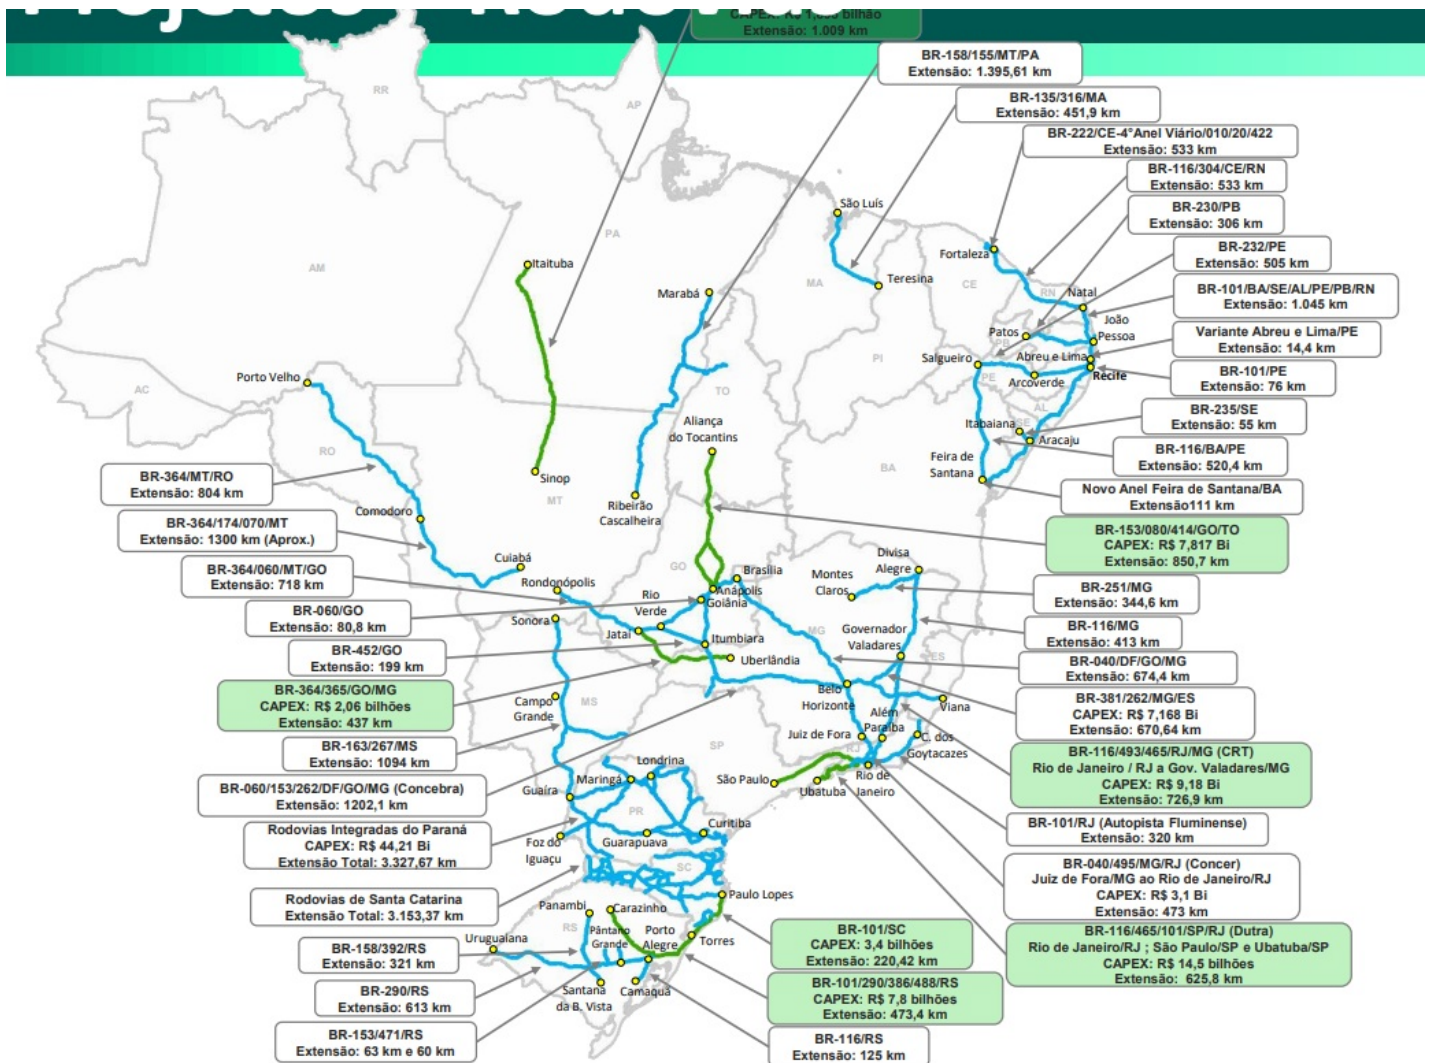 Projetos / Rodovias
CAPEX: R$ 1,895 bilhão
Extensão: 1.009 km
BR-158/155/MT/PA
Extensão: 1.395,61 km
BR-135/316/MA
Extensão: 451,9 km
BR-222/CE-4°Anel Viário/010/20/422
Extensão: 533 km
BR-116/304/CE/RN
Extensão: 533 km
BR-230/PB
Extensão: 306 km
BR-232/PE
Extensão: 505 km
BR-101/BA/SE/AL/PE/PB/RN
Extensão: 1.045 km
Variante Abreu e Lima/PE
Extensão: 14,4 km
BR-101/PE
Extensão: 76 km
BR-235/SE
Extensão: 55 km
BR-116/BA/PE
Extensão: 520,4 km
Novo Anel Feira de Santana/BA
Extensão111 km
BR-153/080/414/GO/TO
CAPEX: R$ 7,817 Bi
Extensão: 850,7 km
BR-251/MG
Extensão: 344,6 km
BR-116/MG
Extensão: 413 km
BR-040/DF/GO/MG
Extensão: 674,4 km
BR-381/262/MG/ES
CAPEX: R$ 7,168 Bi
Extensão: 670,64 km
BR-116/493/465/RJ/MG (CRT)
Rio de Janeiro / RJ a Gov. Valadares/MG
CAPEX: R$ 9,18 Bi
Extensão: 726,9 km
BR-101/RJ (Autopista Fluminense)
Extensão: 320 km
BR-040/495/MG/RJ (Concer)
Juiz de Fora/MG ao Rio de Janeiro/RJ
CAPEX: R$ 3,1 Bi
Extensão: 473 km
BR-116/465/101/SP/RJ (Dutra)
Rio de Janeiro/RJ ; São Paulo/SP e Ubatuba/SP
CAPEX: R$ 14,5 bilhões
Extensão: 625,8 km
BR-101/SC
CAPEX: 3,4 bilhões
Extensão: 220,42 km
BR-101/290/386/488/RS
CAPEX: R$ 7,8 bilhões
Extensão: 473,4 km
BR-116/RS
Extensão: 125 km
BR-364/MT/RO
Extensão: 804 km
BR-364/174/070/MT
Extensão: 1300 km (Aprox.)
BR-364/060/MT/GO
Extensão: 718 km
BR-060/GO
Extensão: 80,8 km
BR-452/GO
Extensão: 199 km
BR-364/365/GO/MG
CAPEX: R$ 2,06 bilhões
Extensão: 437 km
BR-163/267/MS
Extensão: 1094 km
BR-060/153/262/DF/GO/MG (Concebra)
Extensão: 1202,1 km
Rodovias Integradas do Paraná
CAPEX: R$ 44,21 Bi
Extensão Total: 3.327,67 km
Rodovias de Santa Catarina
Extensão Total: 3.153,37 km
BR-158/392/RS
Extensão: 321 km
BR-290/RS
Extensão: 613 km
BR-153/471/RS
Extensão: 63 km e 60 km
RR
AP
AM
PA
MA
CE
RN
PB
PE
AL
SE
PI
BA
TO
AC
RO
MT
GO
MG
ES
MS
SP
RJ
PR
SC
RS
São Luís
Teresina
Fortaleza
Natal
João
Pessoa
Patos
Salgueiro
Abreu e Lima
Arcoverde
Recife
Itabaiana
Aracaju
Feira de
Santana
Itaituba
Marabá
Porto Velho
Sinop
Aliança
do Tocantins
Ribeirão
Cascalheira
Comodoro
Cuiabá
Rondonópolis
Sonora
Rio
Verde
Jataí
Brasília
Anápolis
Goiânia
Itumbiara
Uberlândia
Montes
Claros
Divisa
Alegre
Governador
Valadares
Belo
Horizonte
Viana
Além
Paraíba
Juiz de Fora
C. dos
Goytacazes
Rio de
Janeiro
São Paulo
Ubatuba
Campo
Grande
Londrina
Maringá
Guaíra
Foz do
Iguaçu
Guarapuava
Curitiba
Paulo Lopes
Panambi
Carazinho
Pântano
Grande
Porto
Alegre
Torres
Uruguaiana
Santana
da B. Vista
Camaquã